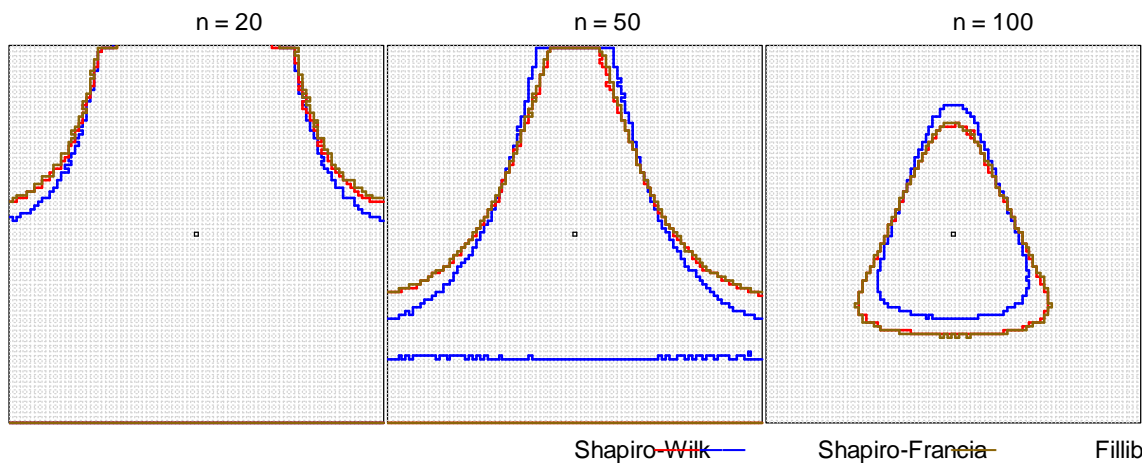 n = 20 n = 50 n = 100
Shapiro-Wilk Shapiro-Francia Fillib